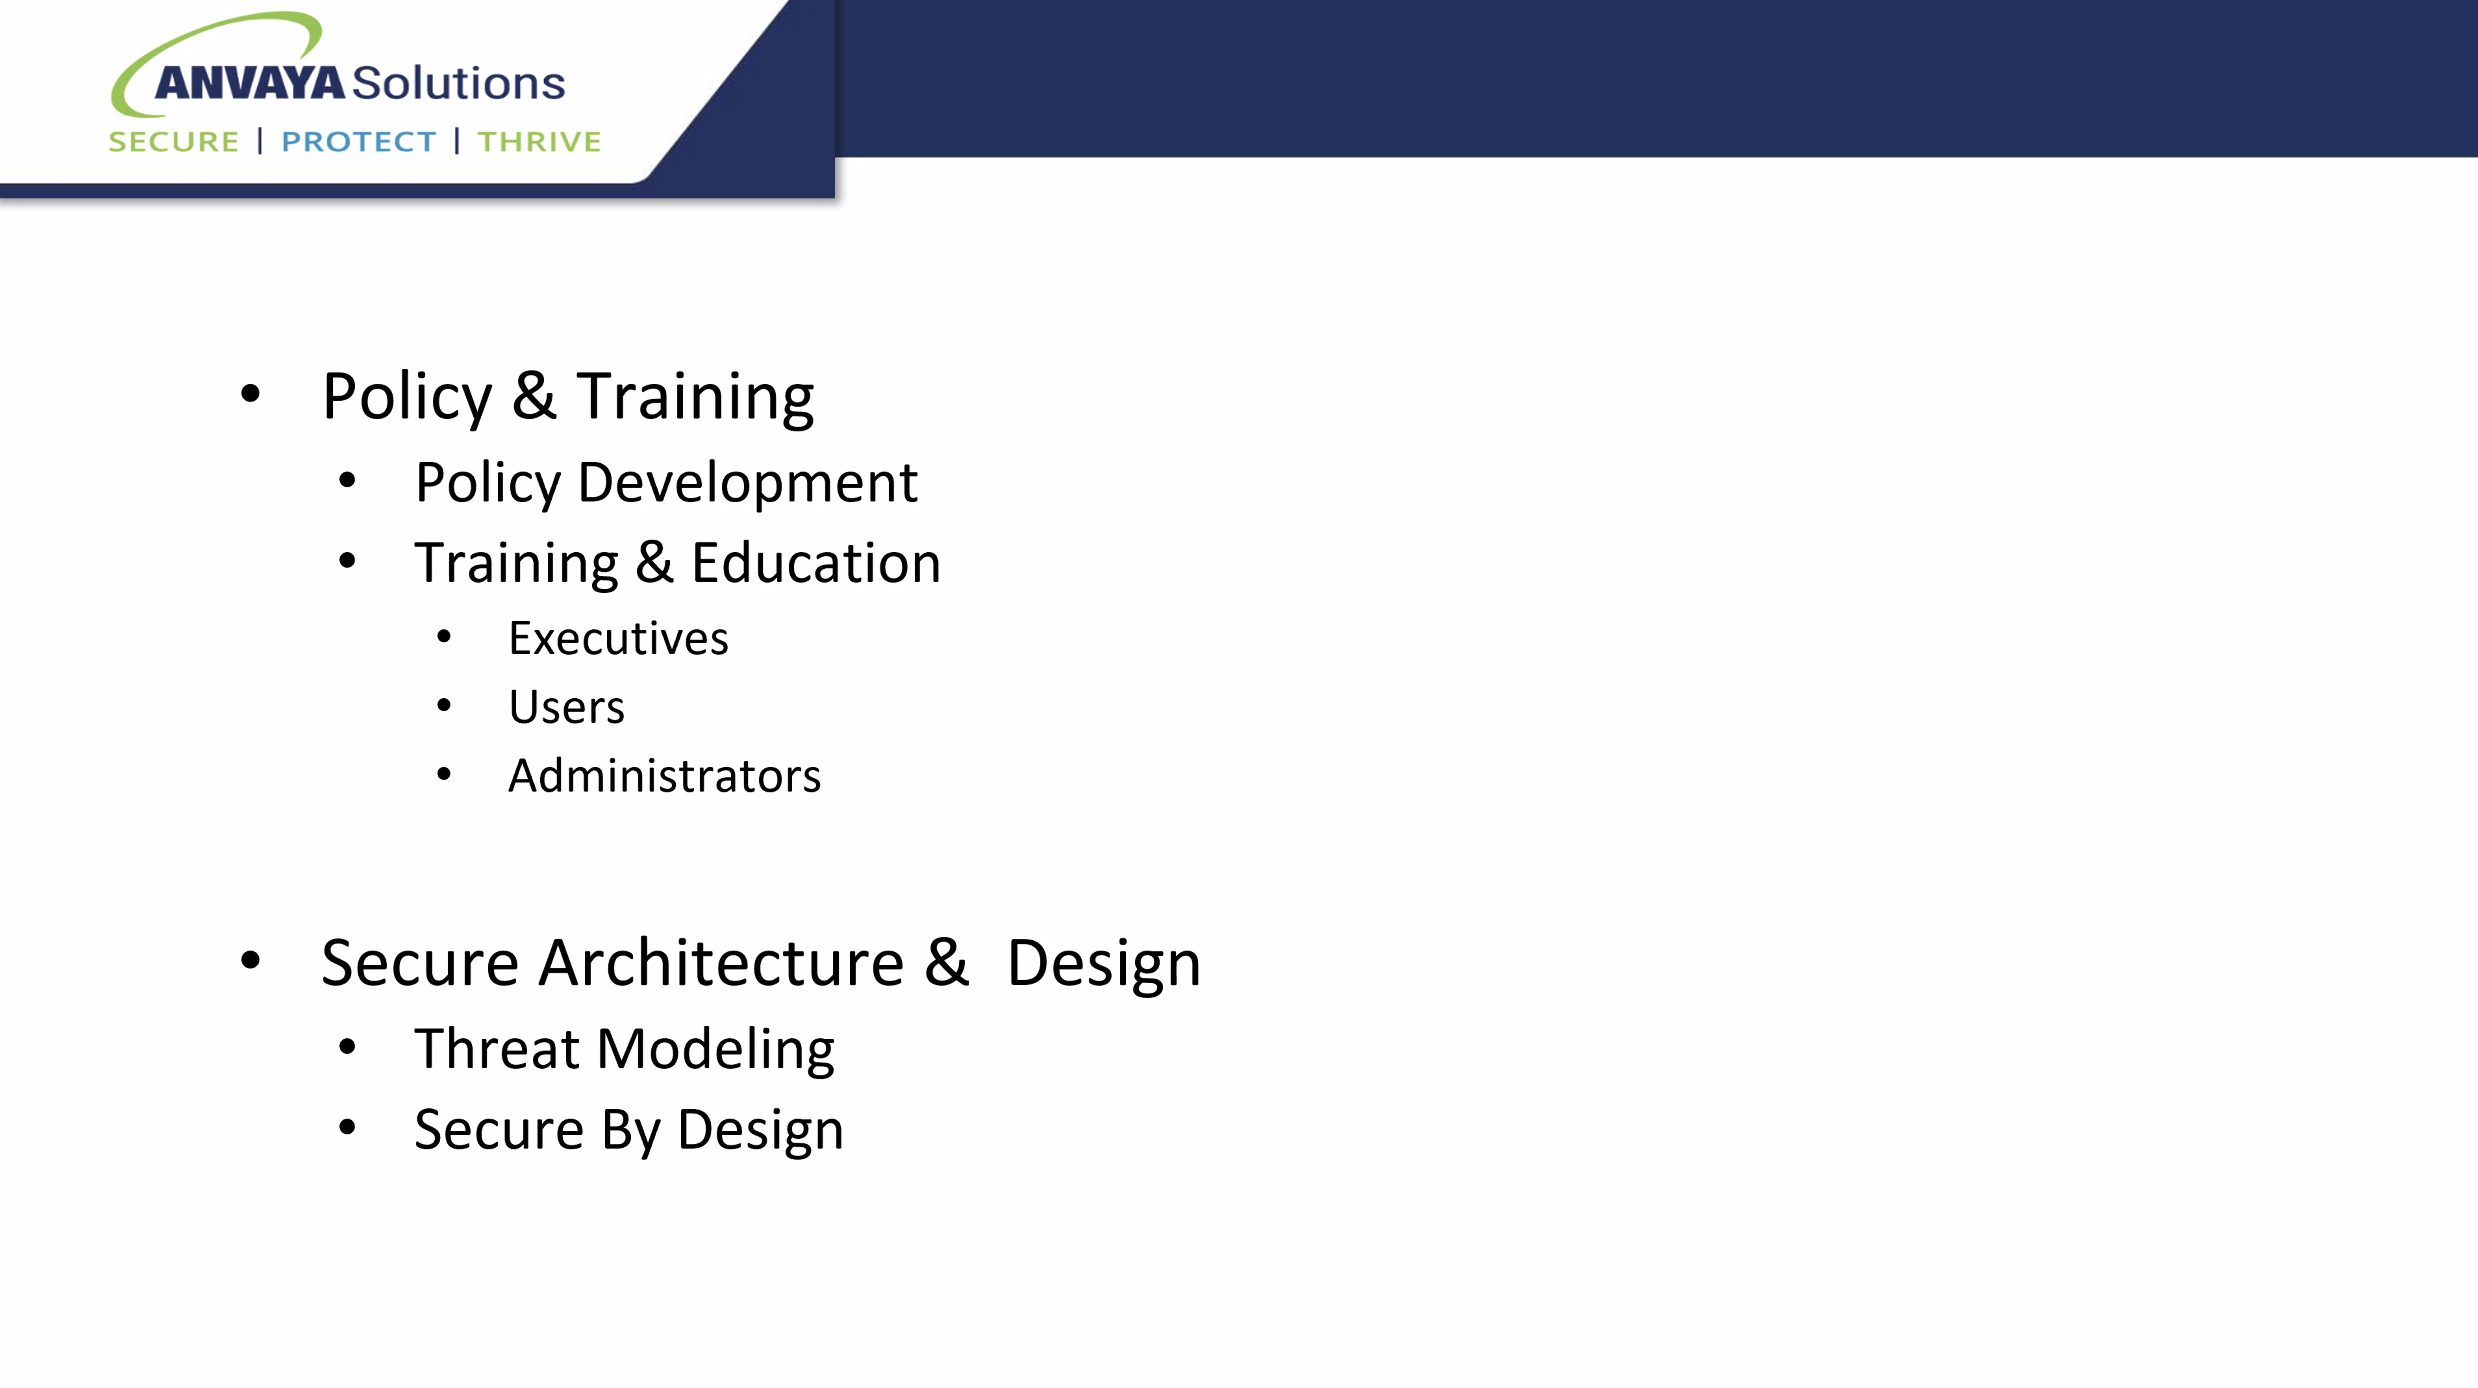 ANVAYA Solutions
SECURE | PROTECT | THRIVE
• Policy & Training
• Policy Development
• Training & Education
• Executives
• Users
• Administrators
• Secure Architecture &  Design
• Threat Modeling
• Secure By Design